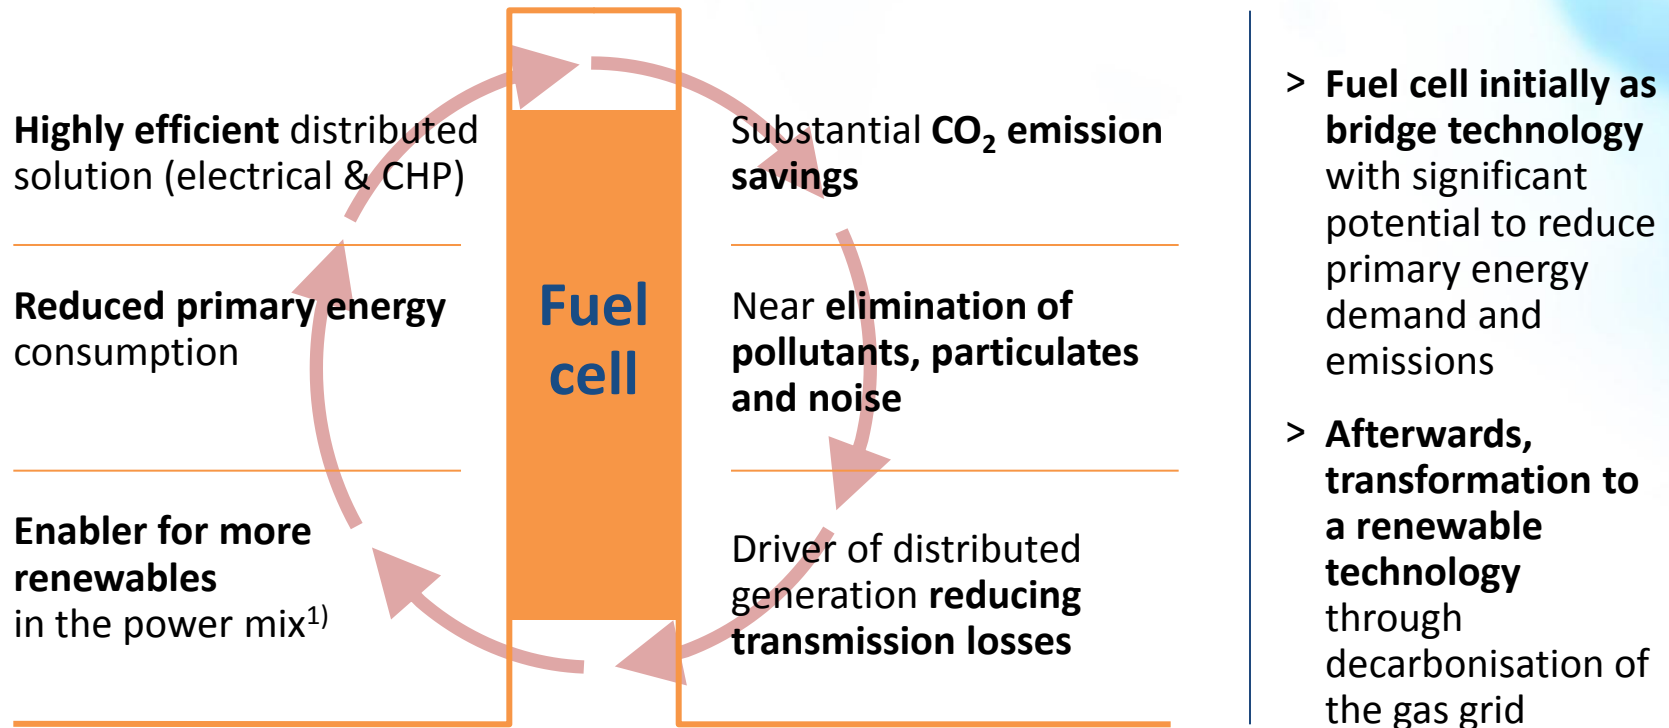 Highly efficient distributed
solution (electrical & CHP)
Reduced primary energy
consumption
Enabler for more
renewables
in the power mix1)
Fuel
cell
Substantial CO2 emission
savings
Near elimination of
pollutants, particulates
and noise
Driver of distributed
generation reducing
transmission losses
> Fuel cell initially as
bridge technology
with significant
potential to reduce
primary energy
demand and
emissions
> Afterwards,
transformation to
a renewable
technology
through
decarbonisation of
the gas grid